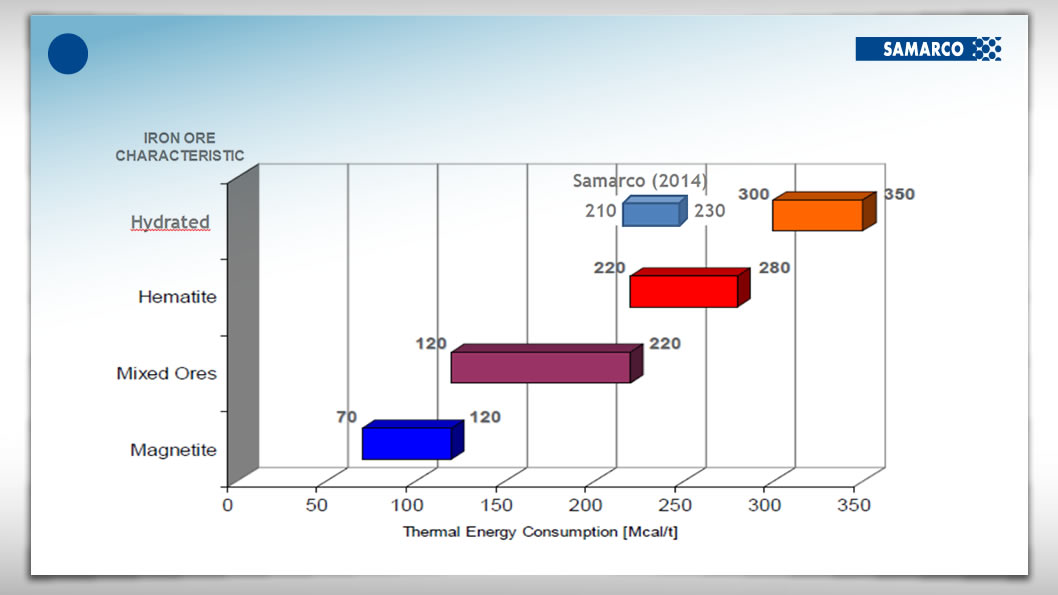 SAMARCO
IRON ORE
CHARACTERISTIC
Samarco (2014)
300
350
Hydrated
210
230
220
280
Hematite
120
220
Mixed Ores
70
120
Magnetite
0
50
100
150
200
250
300
350
Thermal Energy Consumption [Mcal/t]